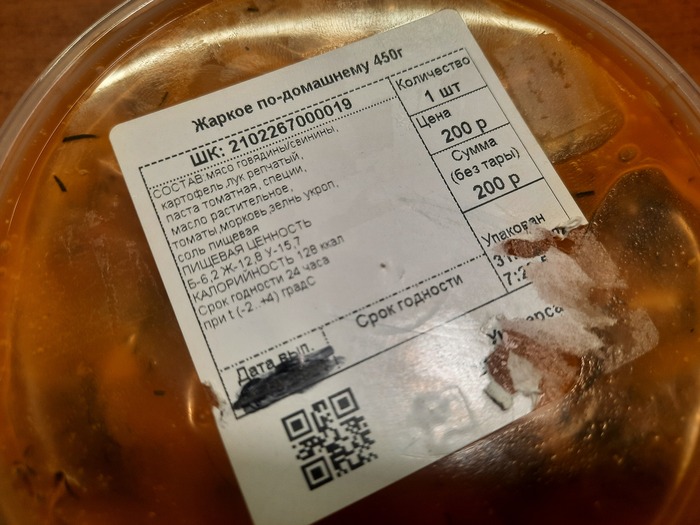 Жаркое по-домашнему 450г
ШК: 2102267000019
СОСТАВ:мясо говядины/свинины,
картофель,лук репчатый,
паста томатная, специи,
масло растительное,
томаты,морковь,зелнь укроп,
соль пищевая
ПИЩЕВАЯ ЦЕННОСТЬ
Б-6,2 Ж-12,8 У-15,7
КАЛОРИЙНОСТЬ 128 ккал
Срок годности 24 часа
при t (-2..+4) градС
Количество
1 шт
Цена
200 р
Сумма
(без тары)
200 р
Упакован
Дата вып.
Срок годности